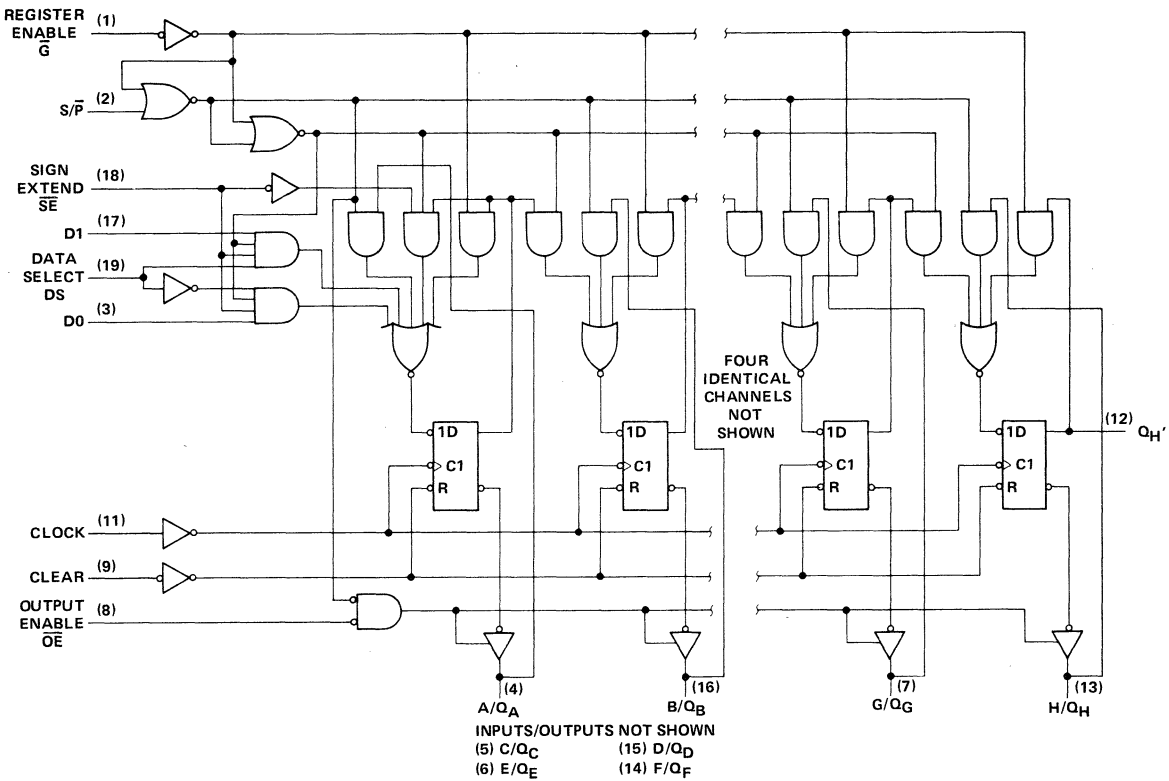 REGISTER
ENABLE
G̅
(1)
S/P̅
(2)
SIGN
EXTEND
S̅E̅
(18)
D1
(17)
DATA
SELECT
DS
(19)
D0
(3)
FOUR
IDENTICAL
CHANNELS
NOT
SHOWN
1D
C1
R
1D
C1
R
1D
C1
R
1D
C1
R
(12)
QH'
CLOCK
(11)
CLEAR
(9)
OUTPUT
ENABLE
O̅E̅
(8)
(4)
A/QA
(16)
B/QB
(7)
G/QG
(13)
H/QH
INPUTS/OUTPUTS NOT SHOWN
(5) C/QC (15) D/QD
(6) E/QE (14) F/QF